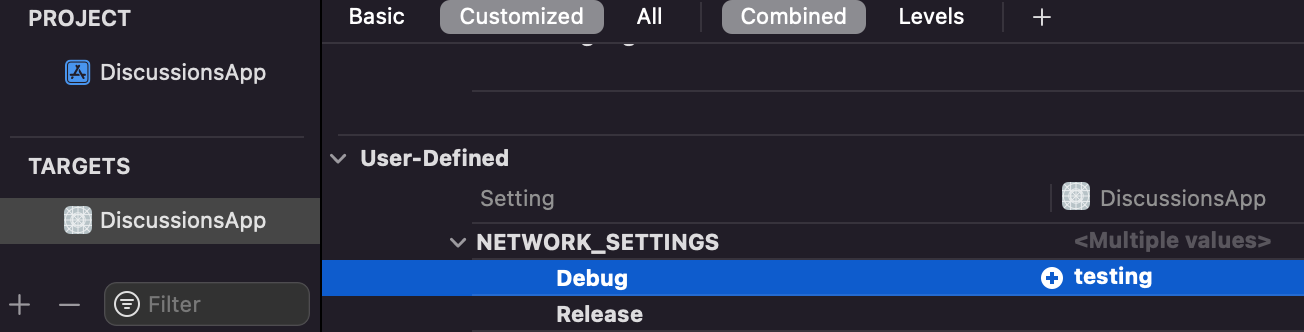 PROJECT
DiscussionsApp
TARGETS
DiscussionsApp
Filter
Basic Customized All Combined Levels
User-Defined
Setting DiscussionsApp
NETWORK_SETTINGS <Multiple values>
Debug testing
Release